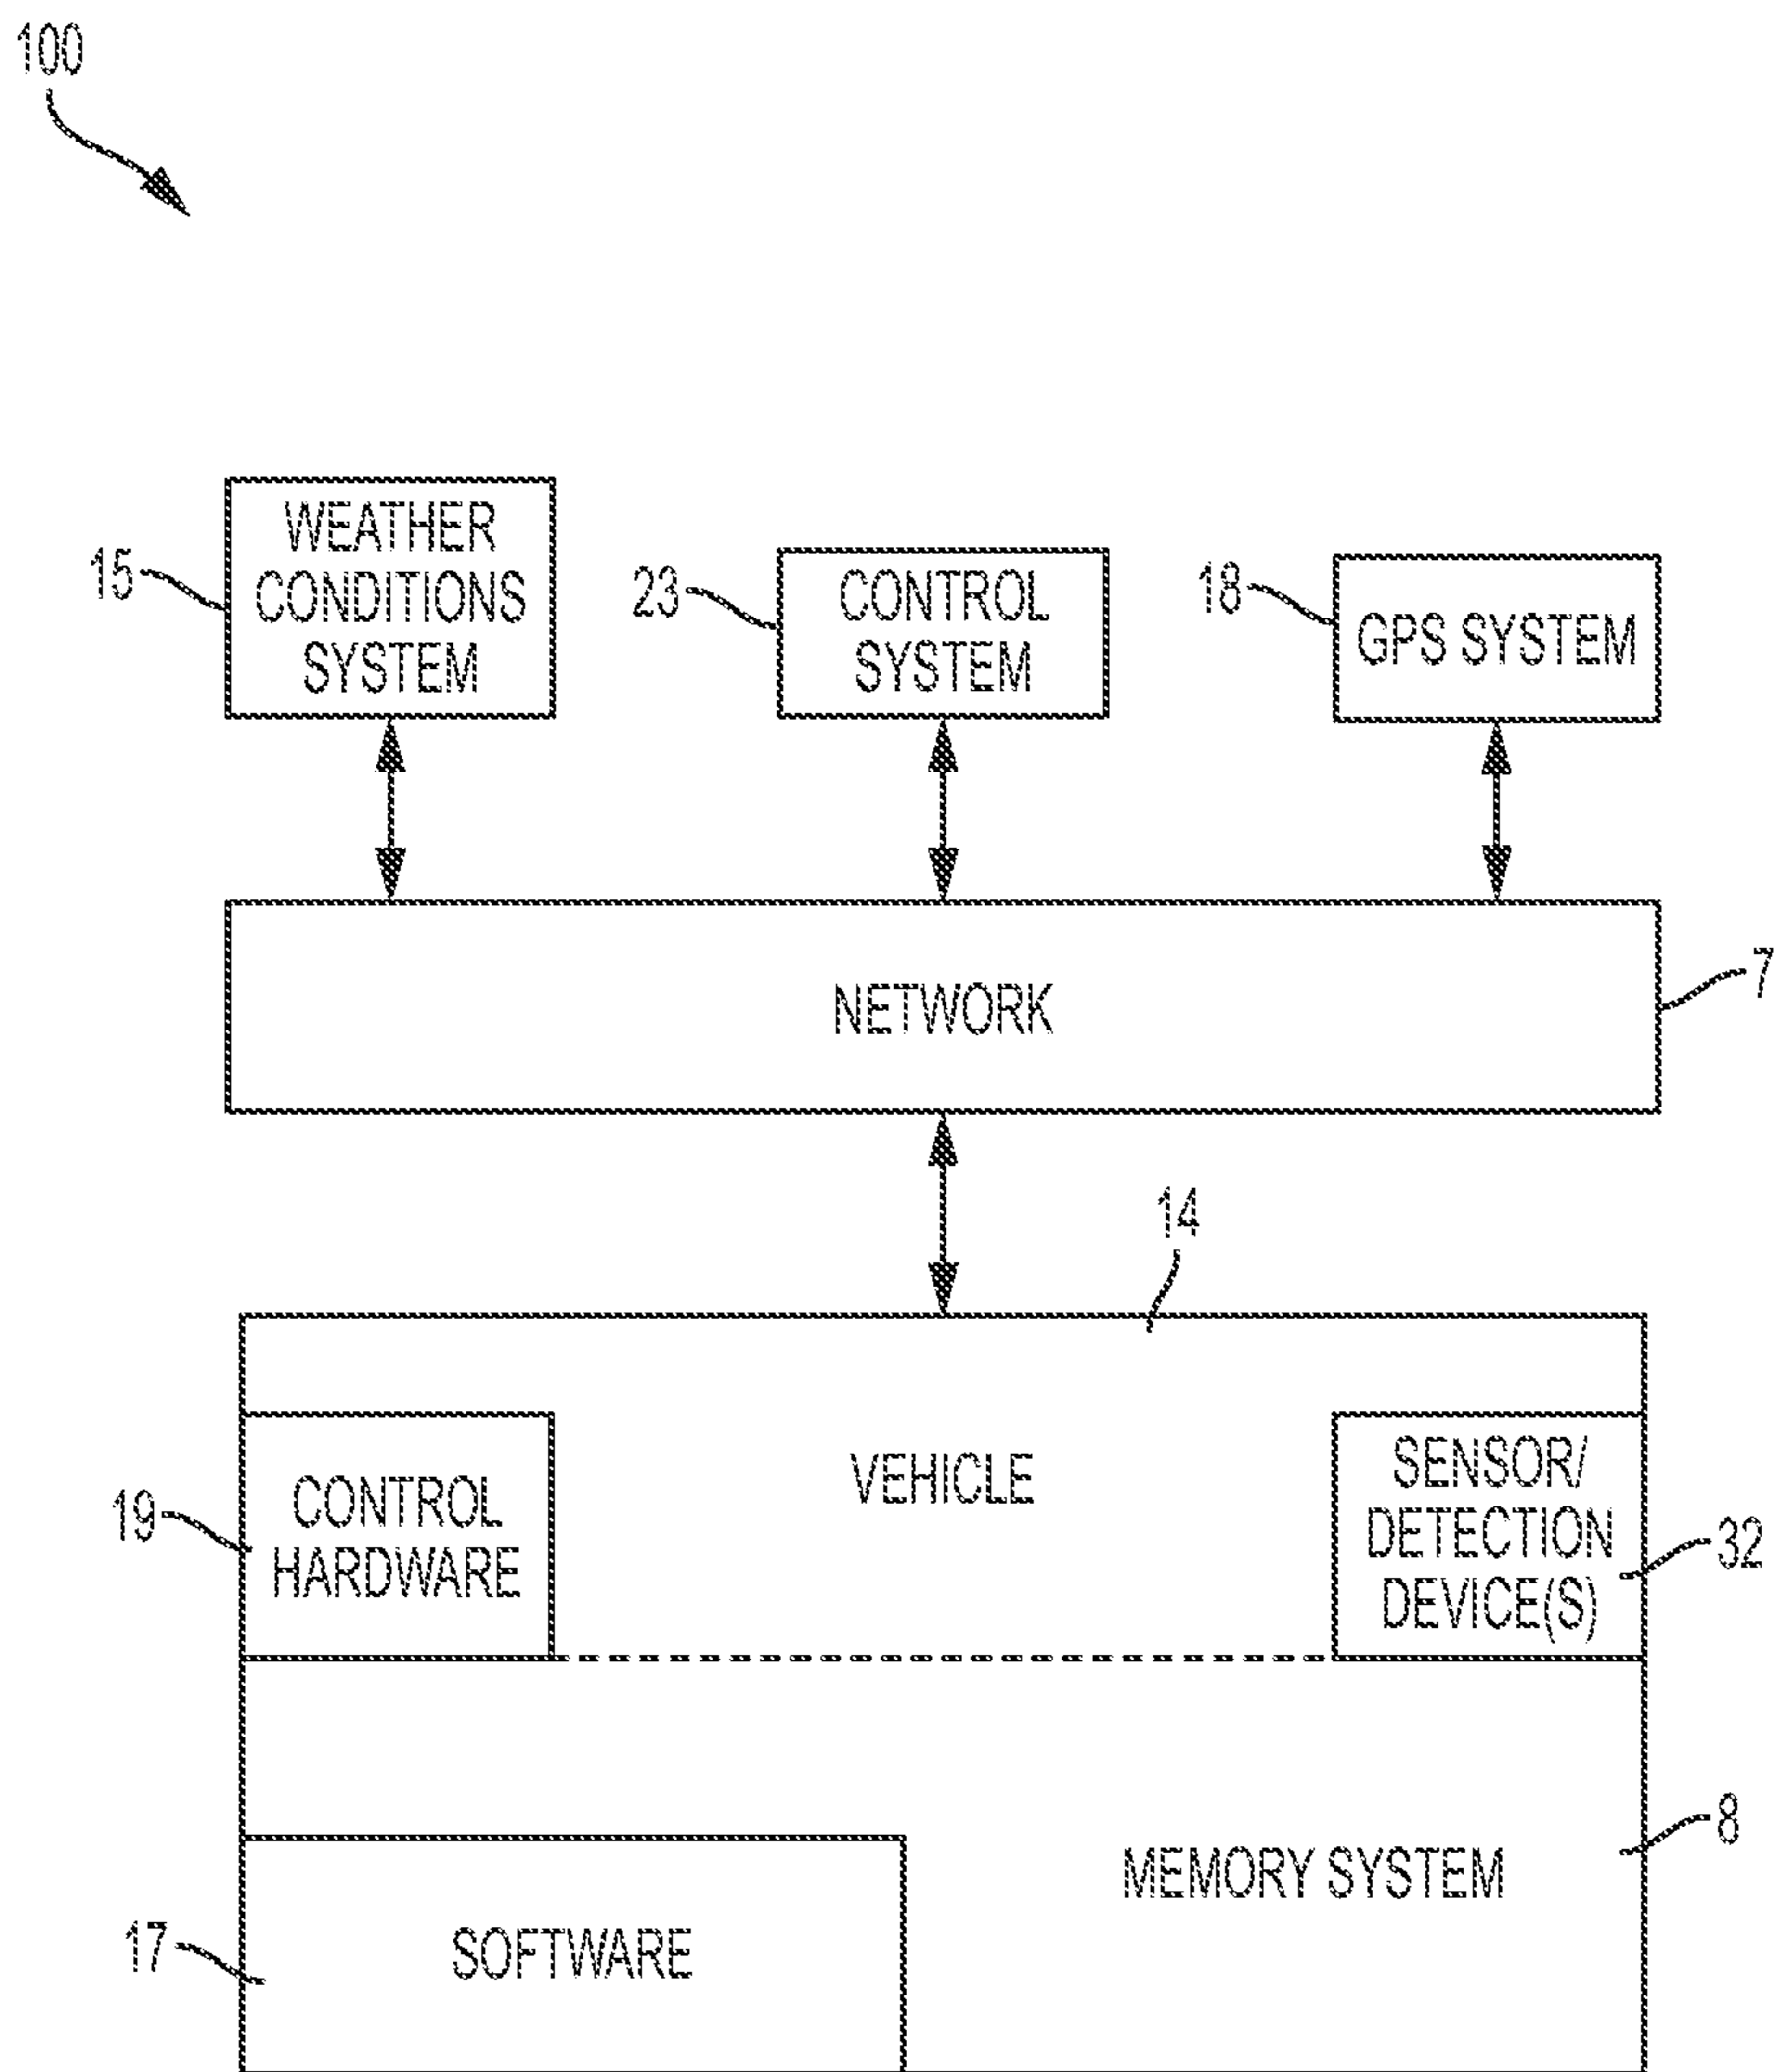 100
WEATHER
CONDITIONS
SYSTEM
15
CONTROL
SYSTEM
23
GPS SYSTEM
18
NETWORK
7
14
VEHICLE
CONTROL
HARDWARE
19
SENSOR/
DETECTION
DEVICE(S)
32
MEMORY SYSTEM
8
SOFTWARE
17